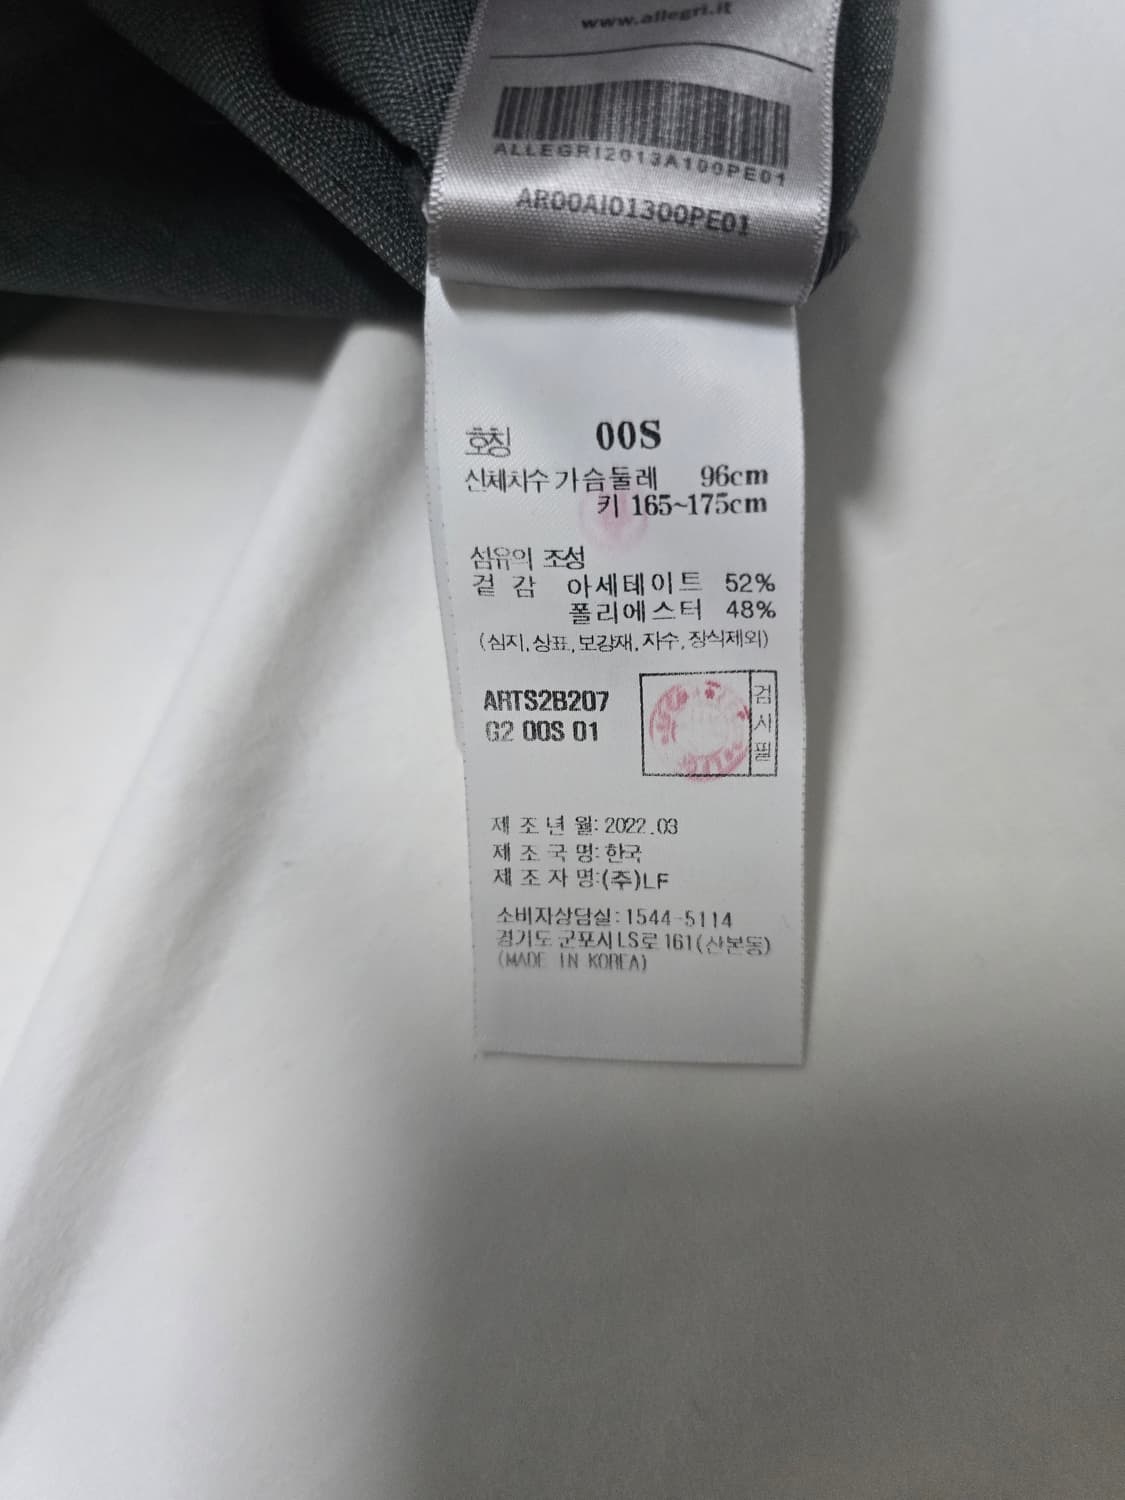 www.allegri.it
ALLEGRI2013A100PE01
AR00AI01300PE01
호칭 00S
신체치수 가슴둘레 96cm
키 165~175cm
섬유의 조성
겉 감 아세테이트 52%
폴리에스터 48%
(심지, 상표, 보강재, 자수, 장식제외)
ARTS2B207
G2 00S 01
검사필
제 조 년 월: 2022.03
제 조 국 명: 한국
제 조 자 명:(주)LF
소비자상담실: 1544-5114
경기도 군포시 LS로 161(산본동)
(MADE IN KOREA)